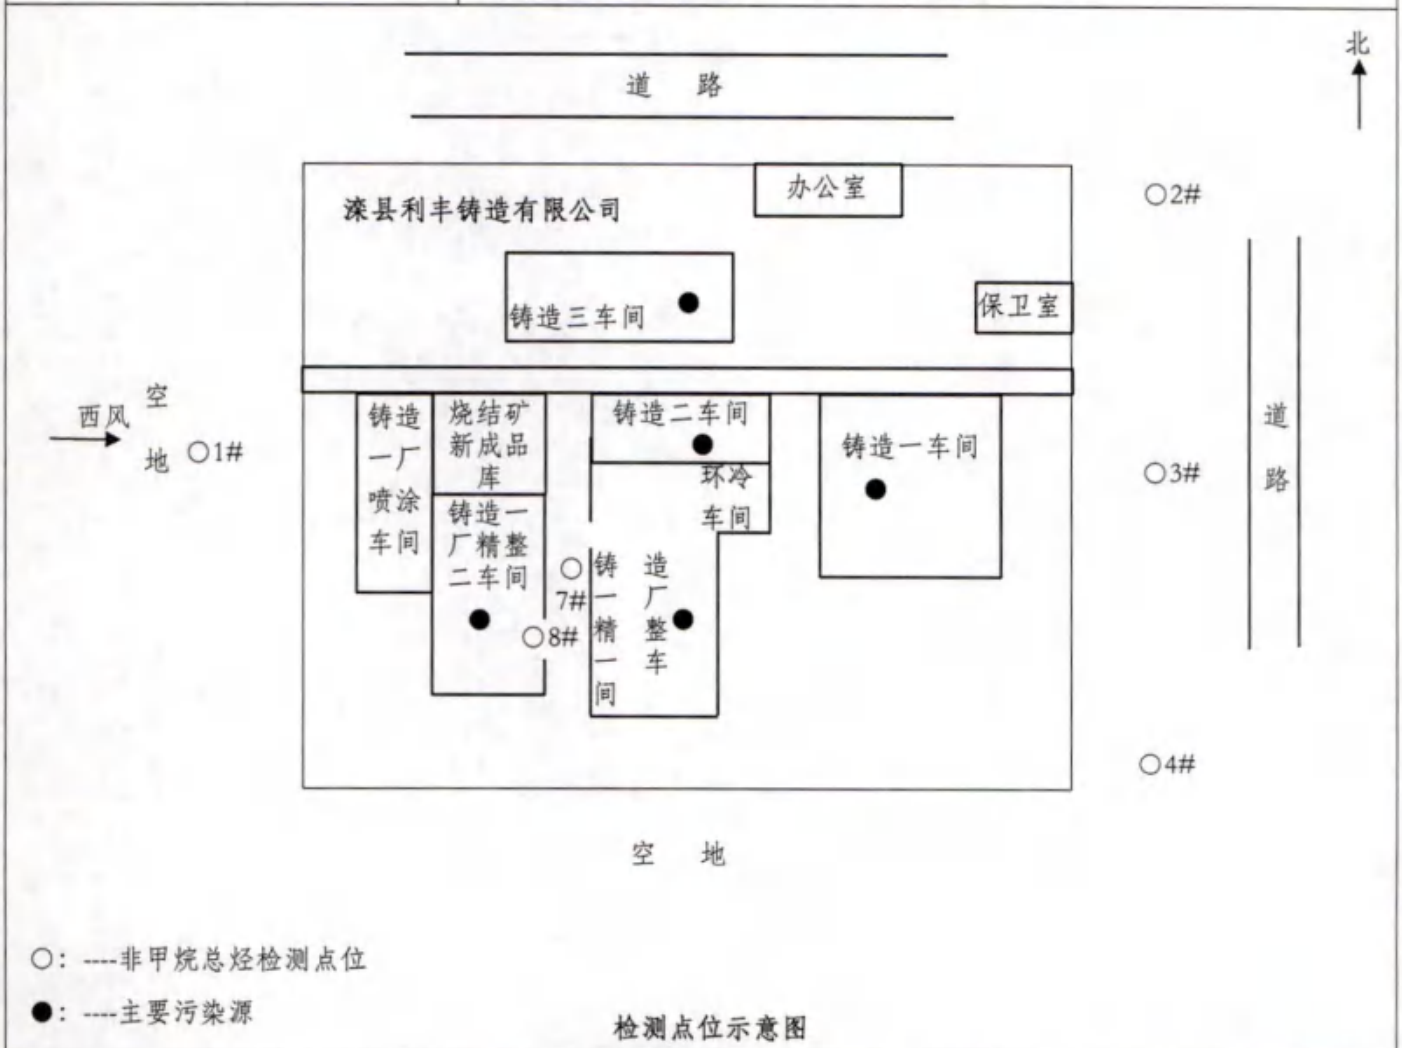 北
道 路
办公室
滦县利丰铸造有限公司
2#
铸造三车间
保卫室
西风
空
地
1#
铸造
一厂
喷涂
车间
烧结矿
新成品
库
铸造二车间
铸造一车间
环冷
车间
3#
道
路
铸造一
厂精整
二车间
7#
8#
铸 造
一 厂
精 整
一 车
间
4#
空 地
○：----非甲烷总烃检测点位
●：----主要污染源
检测点位示意图